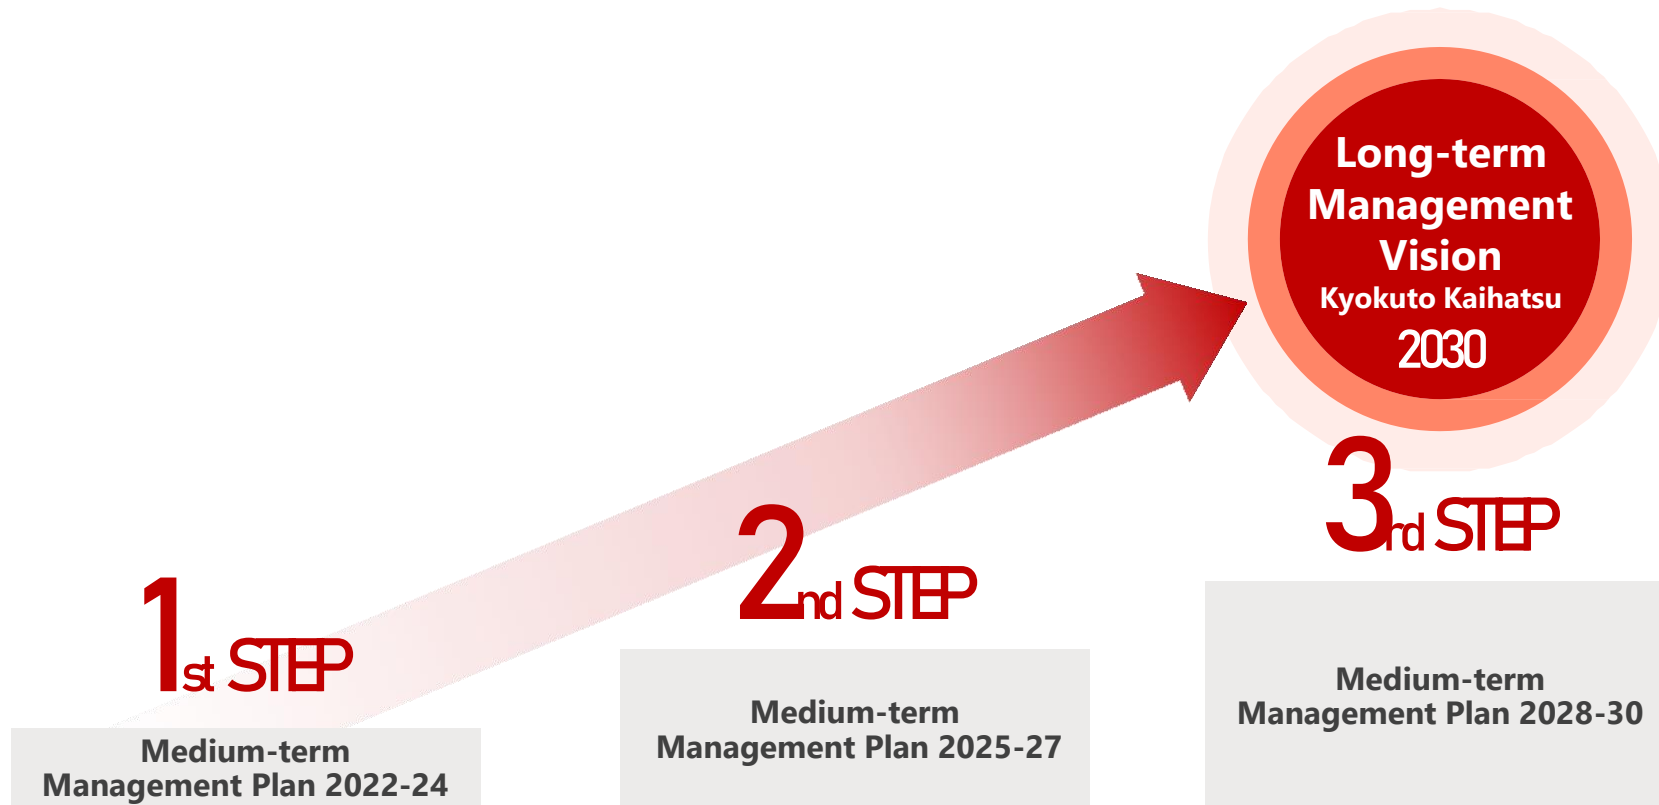 Long-term
Management
Vision
Kyokuto Kaihatsu
2030
1st STEP
Medium-term
Management Plan 2022-24
2nd STEP
Medium-term
Management Plan 2025-27
3rd STEP
Medium-term
Management Plan 2028-30